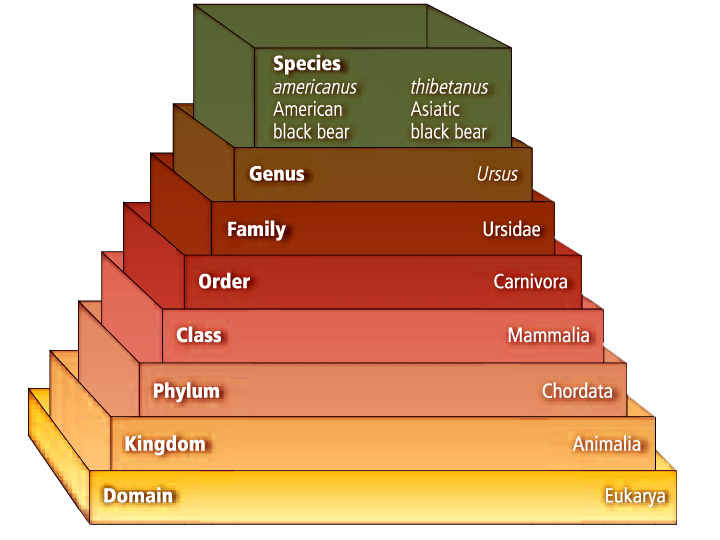 Species
americanus thibetanus
American Asiatic
black bear black bear
Genus Ursus
Family Ursidae
Order Carnivora
Class Mammalia
Phylum Chordata
Kingdom Animalia
Domain Eukarya